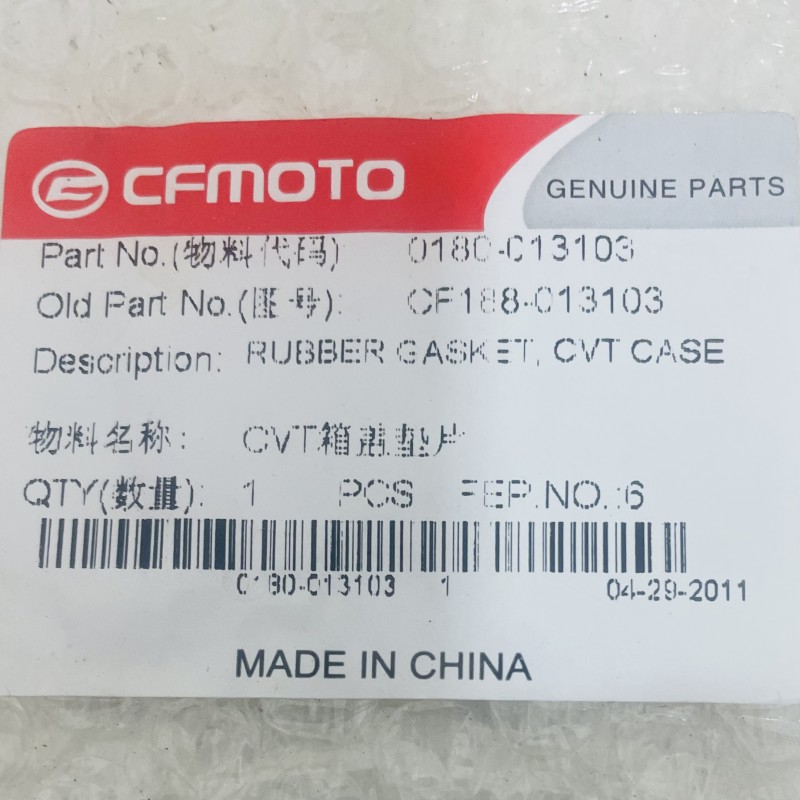 CFMOTO
GENUINE PARTS
Part No.(物料代码) 0180-013103
Old Part No.(图号): CF188-013103
Description: RUBBER GASKET, CVT CASE
物料名称: CVT箱盖垫片
QTY(数量): 1 PCS FEP.NO.:6
0180-013103 1 04-29-2011
MADE IN CHINA